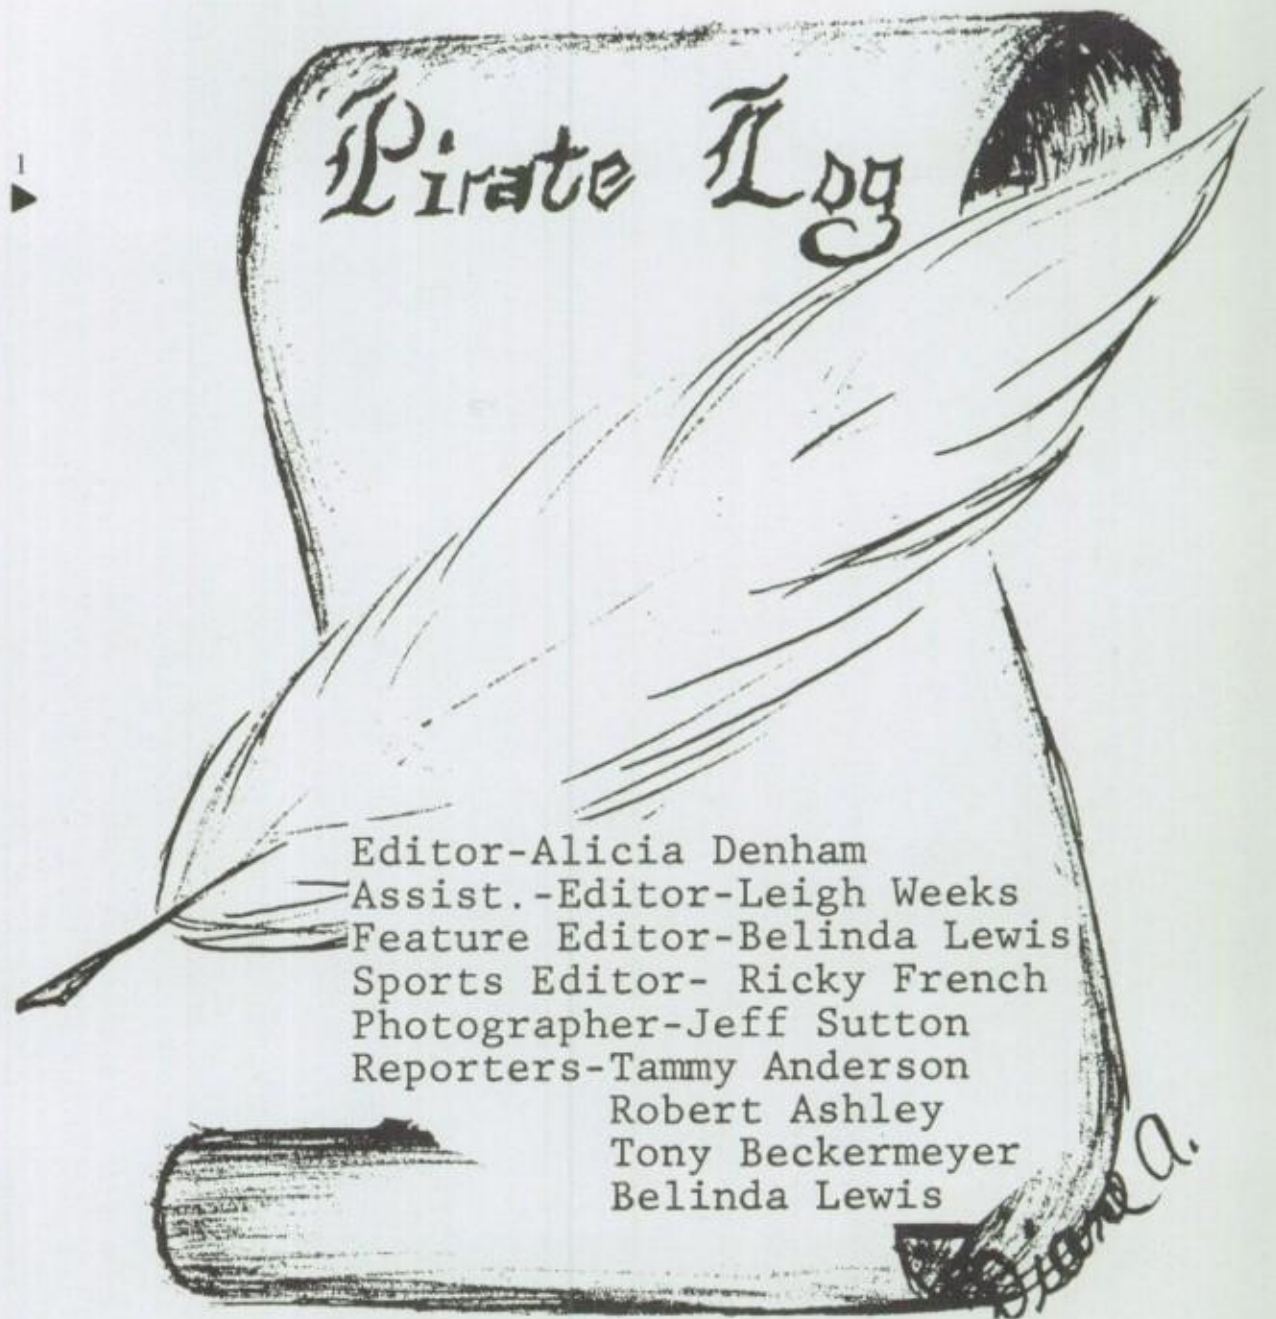 1
Pirate Log
Editor-Alicia Denham
Assist.-Editor-Leigh Weeks
Feature Editor-Belinda Lewis
Sports Editor- Ricky French
Photographer-Jeff Sutton
Reporters-Tammy Anderson
Robert Ashley
Tony Beckermeyer
Belinda Lewis
Diane A.